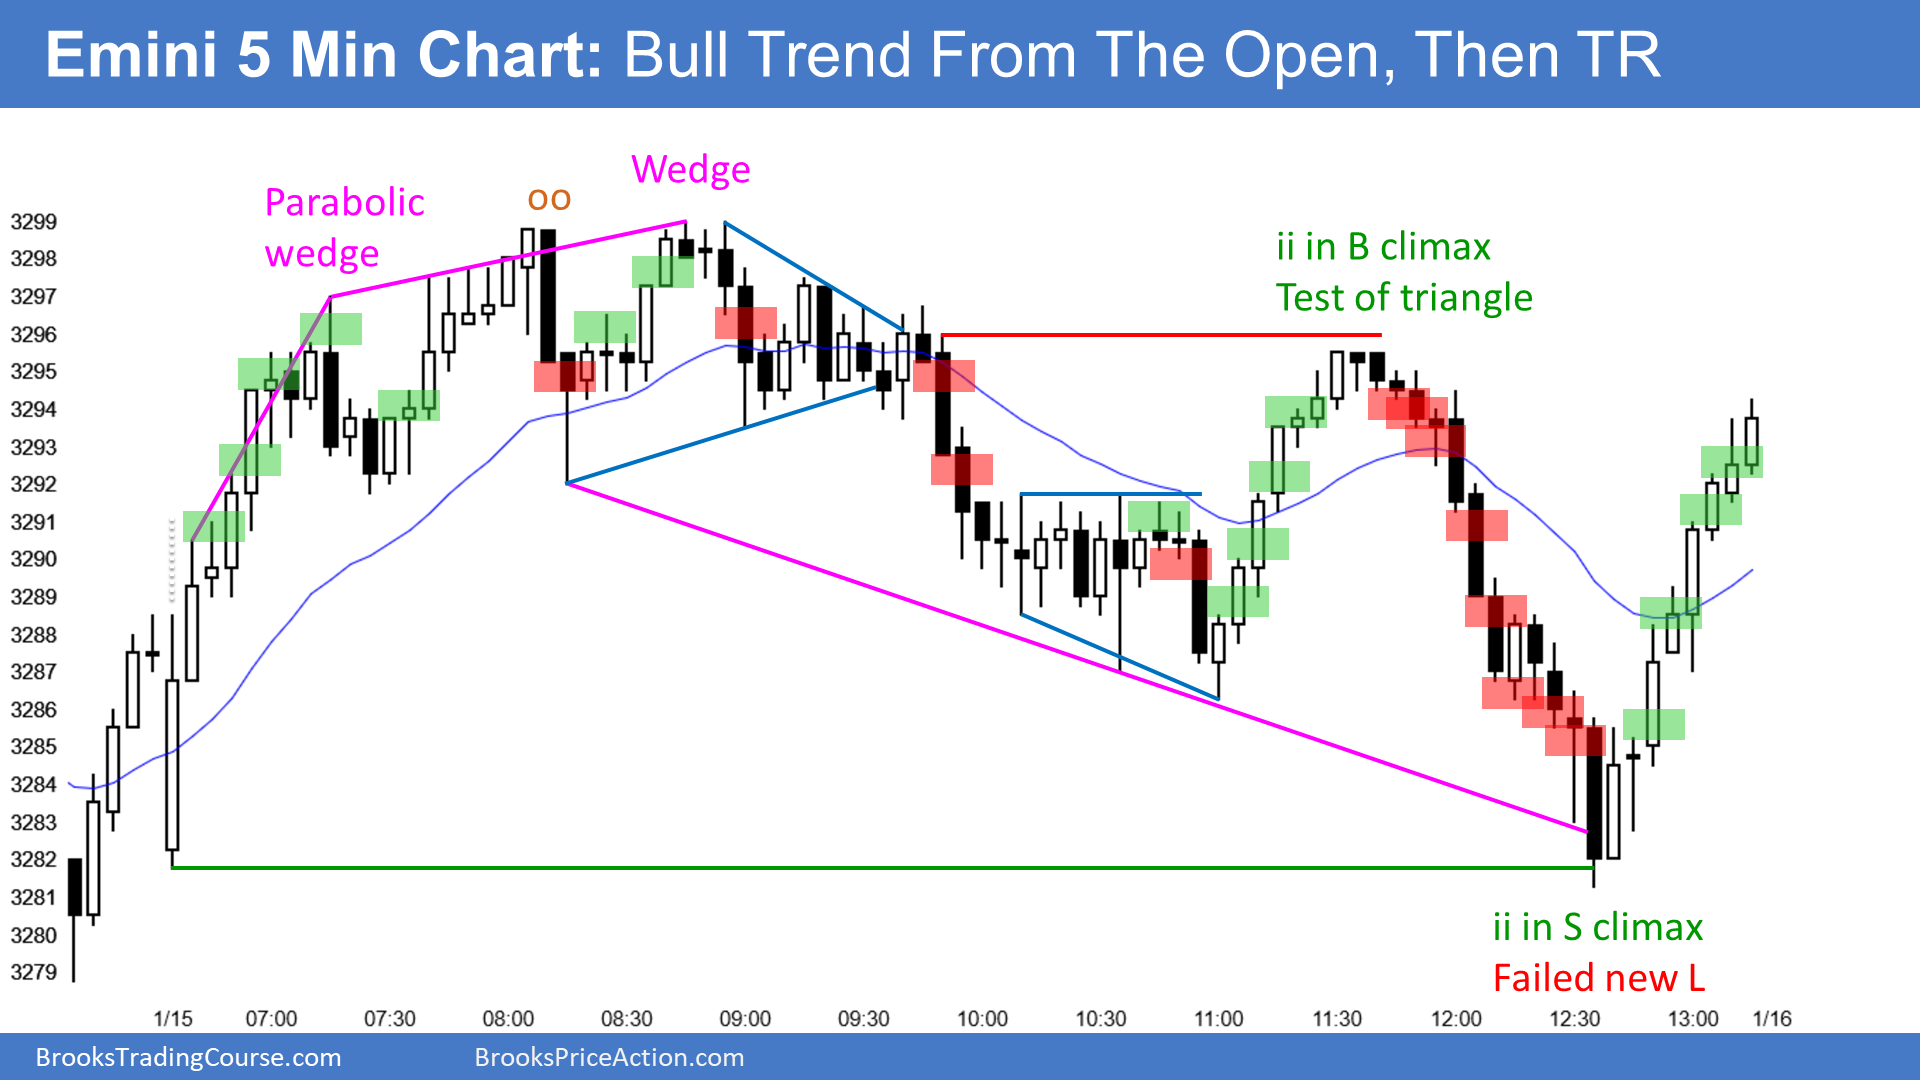 Emini 5 Min Chart: Bull Trend From The Open, Then TR
Wedge
Parabolic
wedge
oo
ii in B climax
Test of triangle
3299
3298
3297
3296
3295
3294
3293
3292
3291
3290
3289
3288
3287
3286
3285
3284
3283
3282
3281
3280
3279
ii in S climax
Failed new L
1/15 07:00 07:30 08:00 08:30 09:00 09:30 10:00 10:30 11:00 11:30 12:00 12:30 13:00 1/16
BrooksTradingCourse.com BrooksPriceAction.com